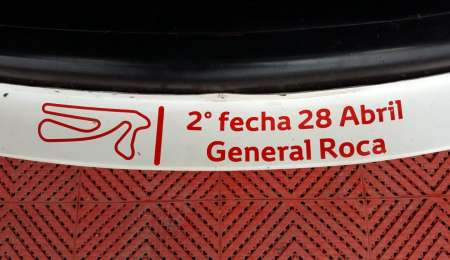 2° fecha 28 Abril
General Roca